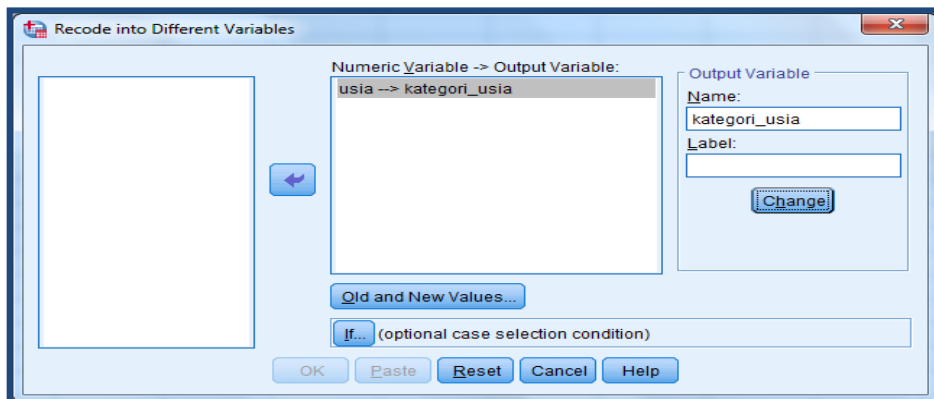 Recode into Different Variables
Numeric Variable -> Output Variable:
usia --> kategori_usia
Output Variable
Name:
kategori_usia
Label:
Change
Old and New Values...
If... (optional case selection condition)
OK Paste Reset Cancel Help